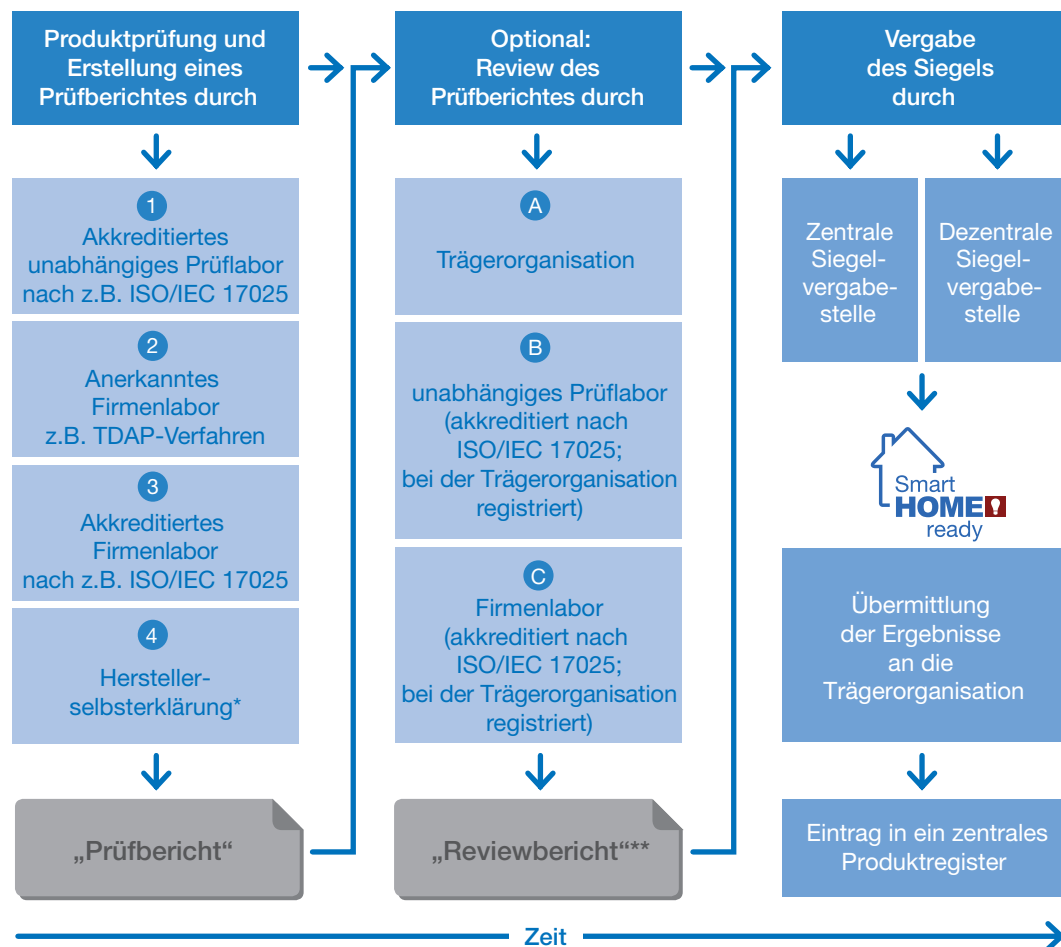 Produktprüfung und
Erstellung eines
Prüfberichtes durch
1
Akkreditiertes
unabhängiges Prüflabor
nach z.B. ISO/IEC 17025
2
Anerkanntes
Firmenlabor
z.B. TDAP-Verfahren
3
Akkreditiertes
Firmenlabor
nach z.B. ISO/IEC 17025
4
Hersteller-
selbsterklärung*
„Prüfbericht“
Optional:
Review des
Prüfberichtes durch
A
Trägerorganisation
B
unabhängiges Prüflabor
(akkreditiert nach
ISO/IEC 17025;
bei der Trägerorganisation
registriert)
C
Firmenlabor
(akkreditiert nach
ISO/IEC 17025;
bei der Trägerorganisation
registriert)
„Reviewbericht“**
Vergabe
des Siegels
durch
Zentrale
Siegel-
vergabe-
stelle
Dezentrale
Siegel-
vergabe-
stelle
Smart
HOME
ready
Übermittlung
der Ergebnisse
an die
Trägerorganisation
Eintrag in ein zentrales
Produktregister
Zeit